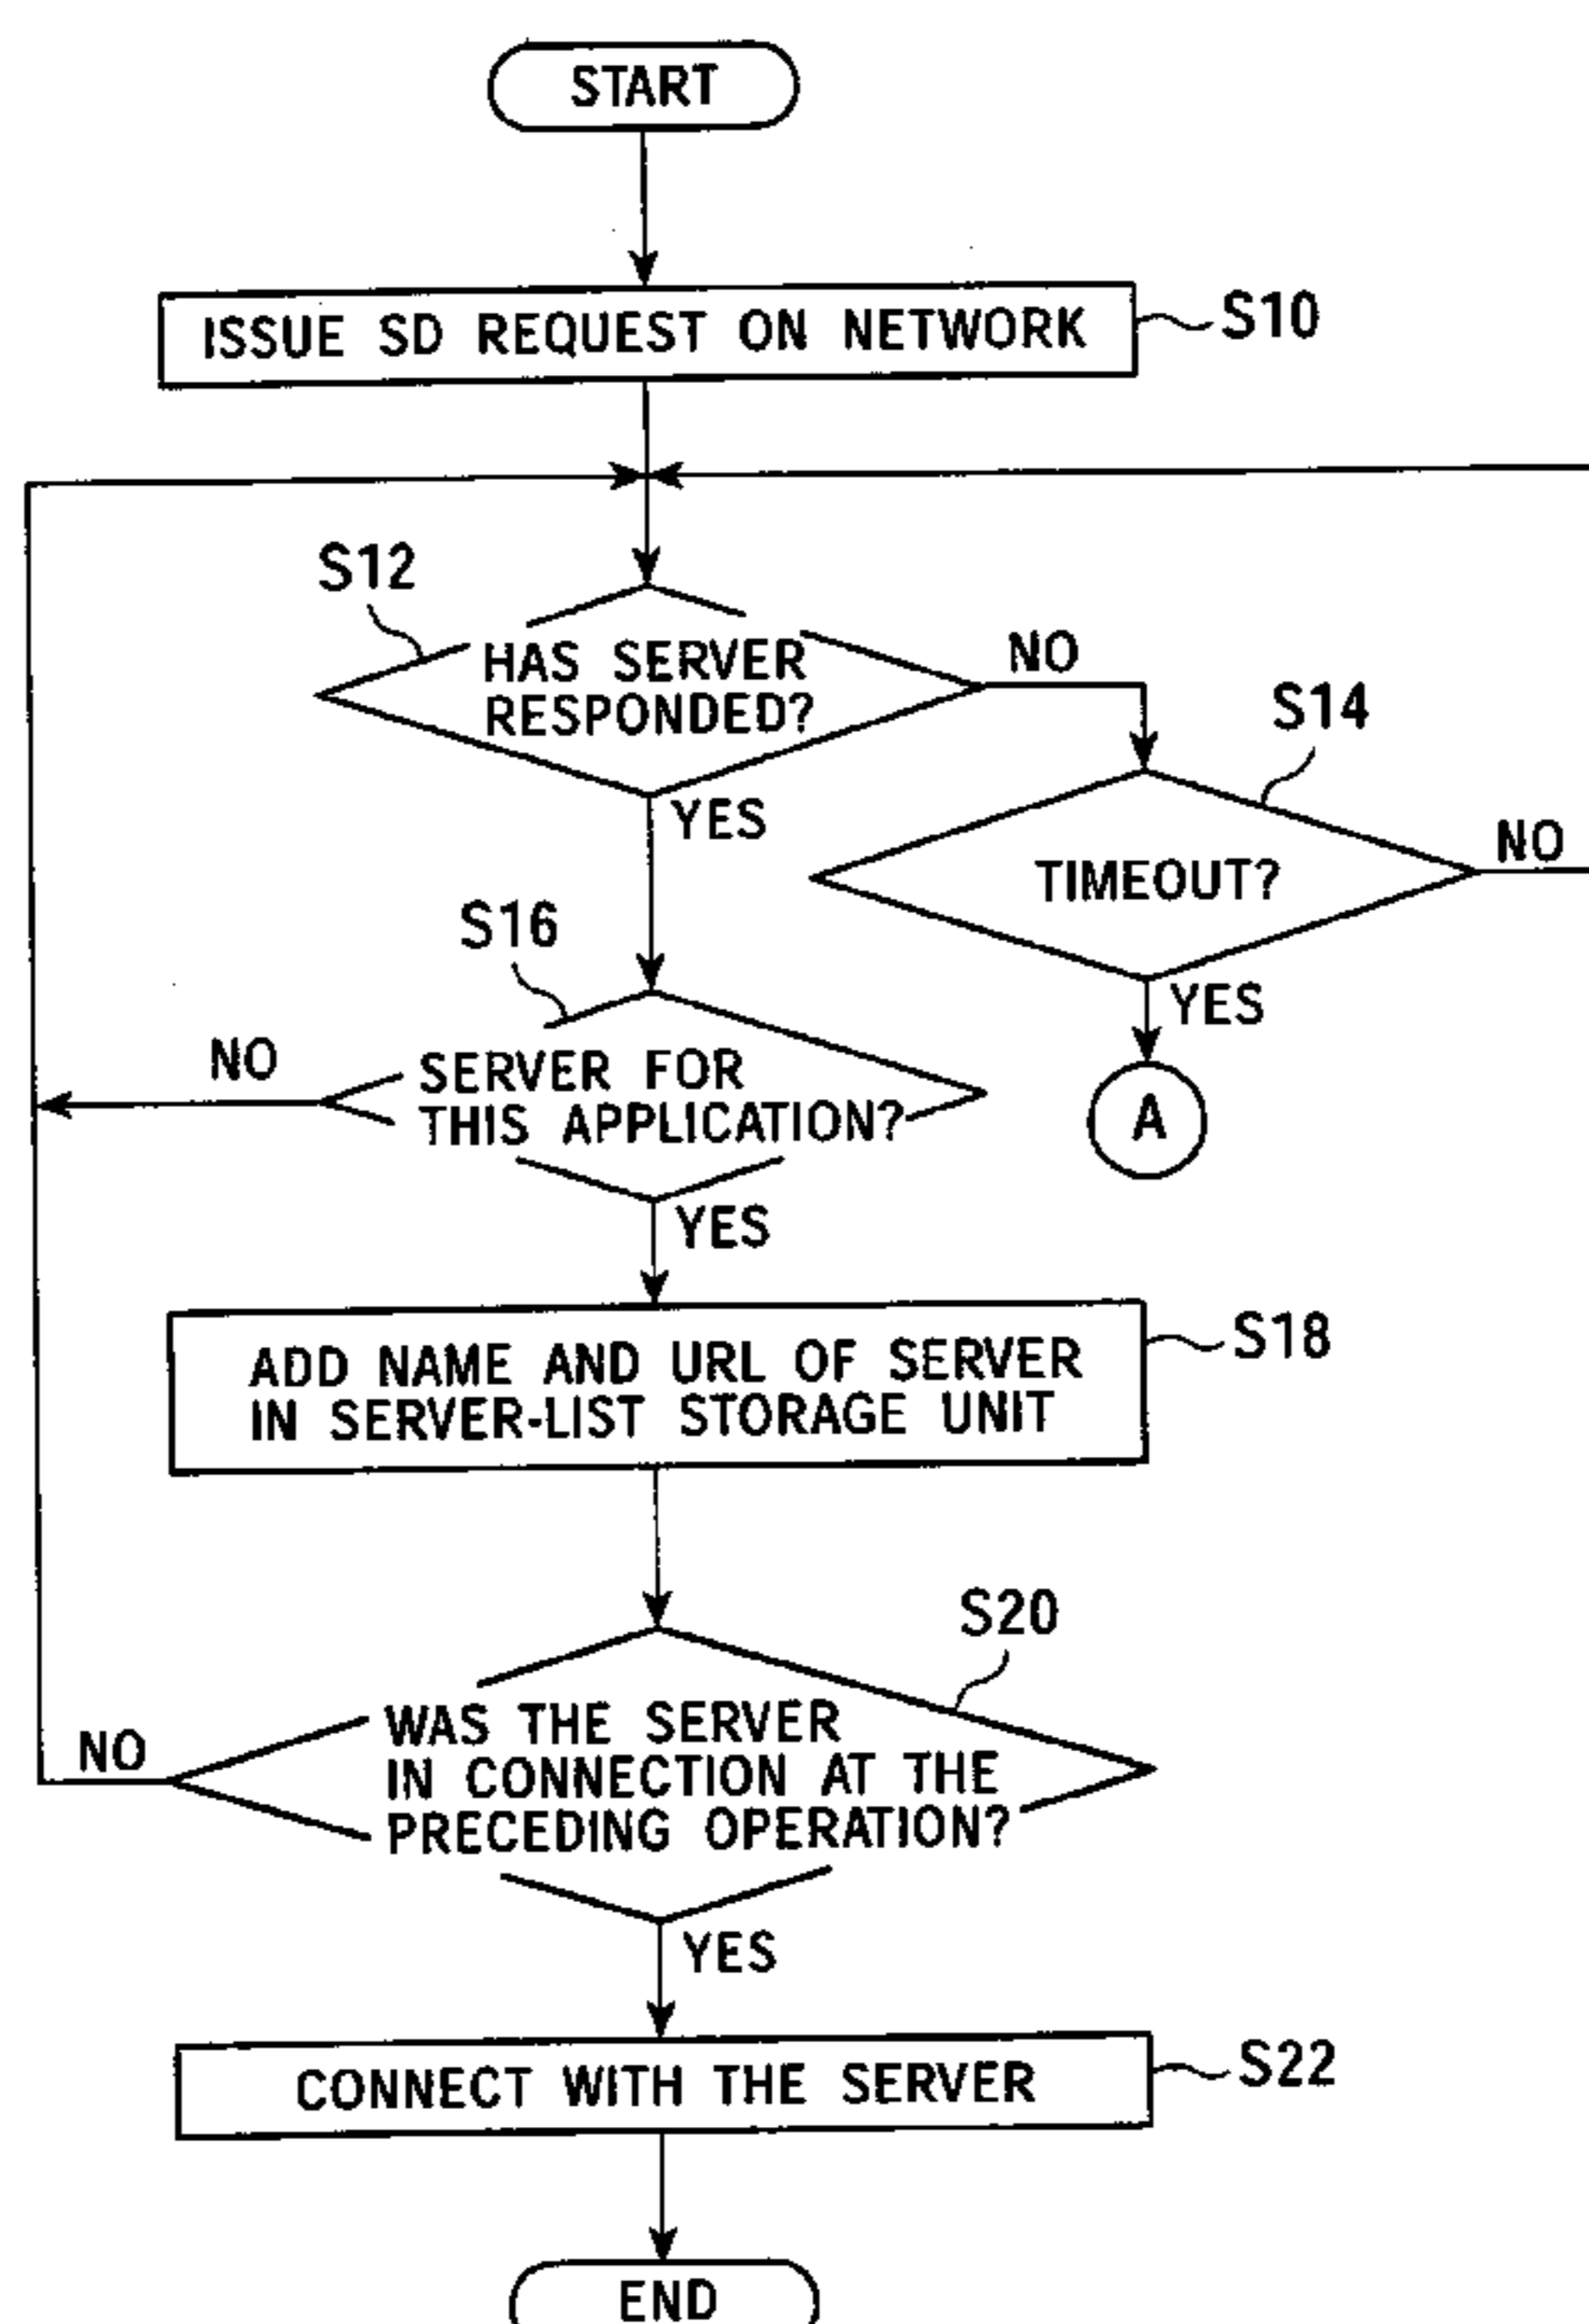 START
ISSUE SD REQUEST ON NETWORK
S10
S12
HAS SERVER
RESPONDED?
NO
S14
YES
TIMEOUT?
NO
S16
YES
NO
SERVER FOR
THIS APPLICATION?
A
YES
ADD NAME AND URL OF SERVER
IN SERVER-LIST STORAGE UNIT
S18
S20
WAS THE SERVER
IN CONNECTION AT THE
PRECEDING OPERATION?
NO
YES
CONNECT WITH THE SERVER
S22
END